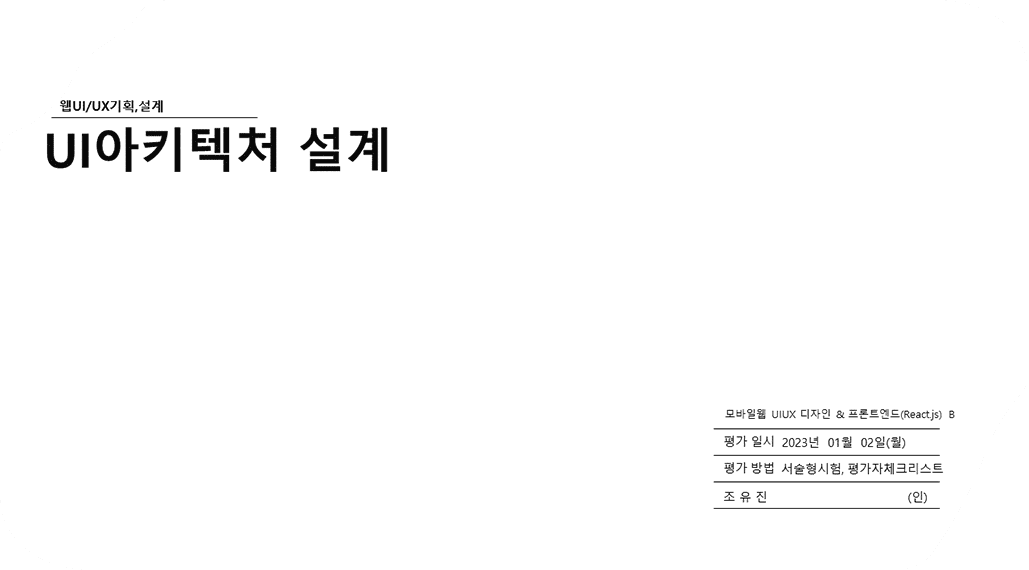 웹UI/UX기획,설계
UI아키텍처 설계
모바일웹 UIUX 디자인 & 프론트엔드(React.js) B
평가 일시 2023년 01월 02일(월)
평가 방법 서술형시험, 평가자체크리스트
조 유 진 (인)